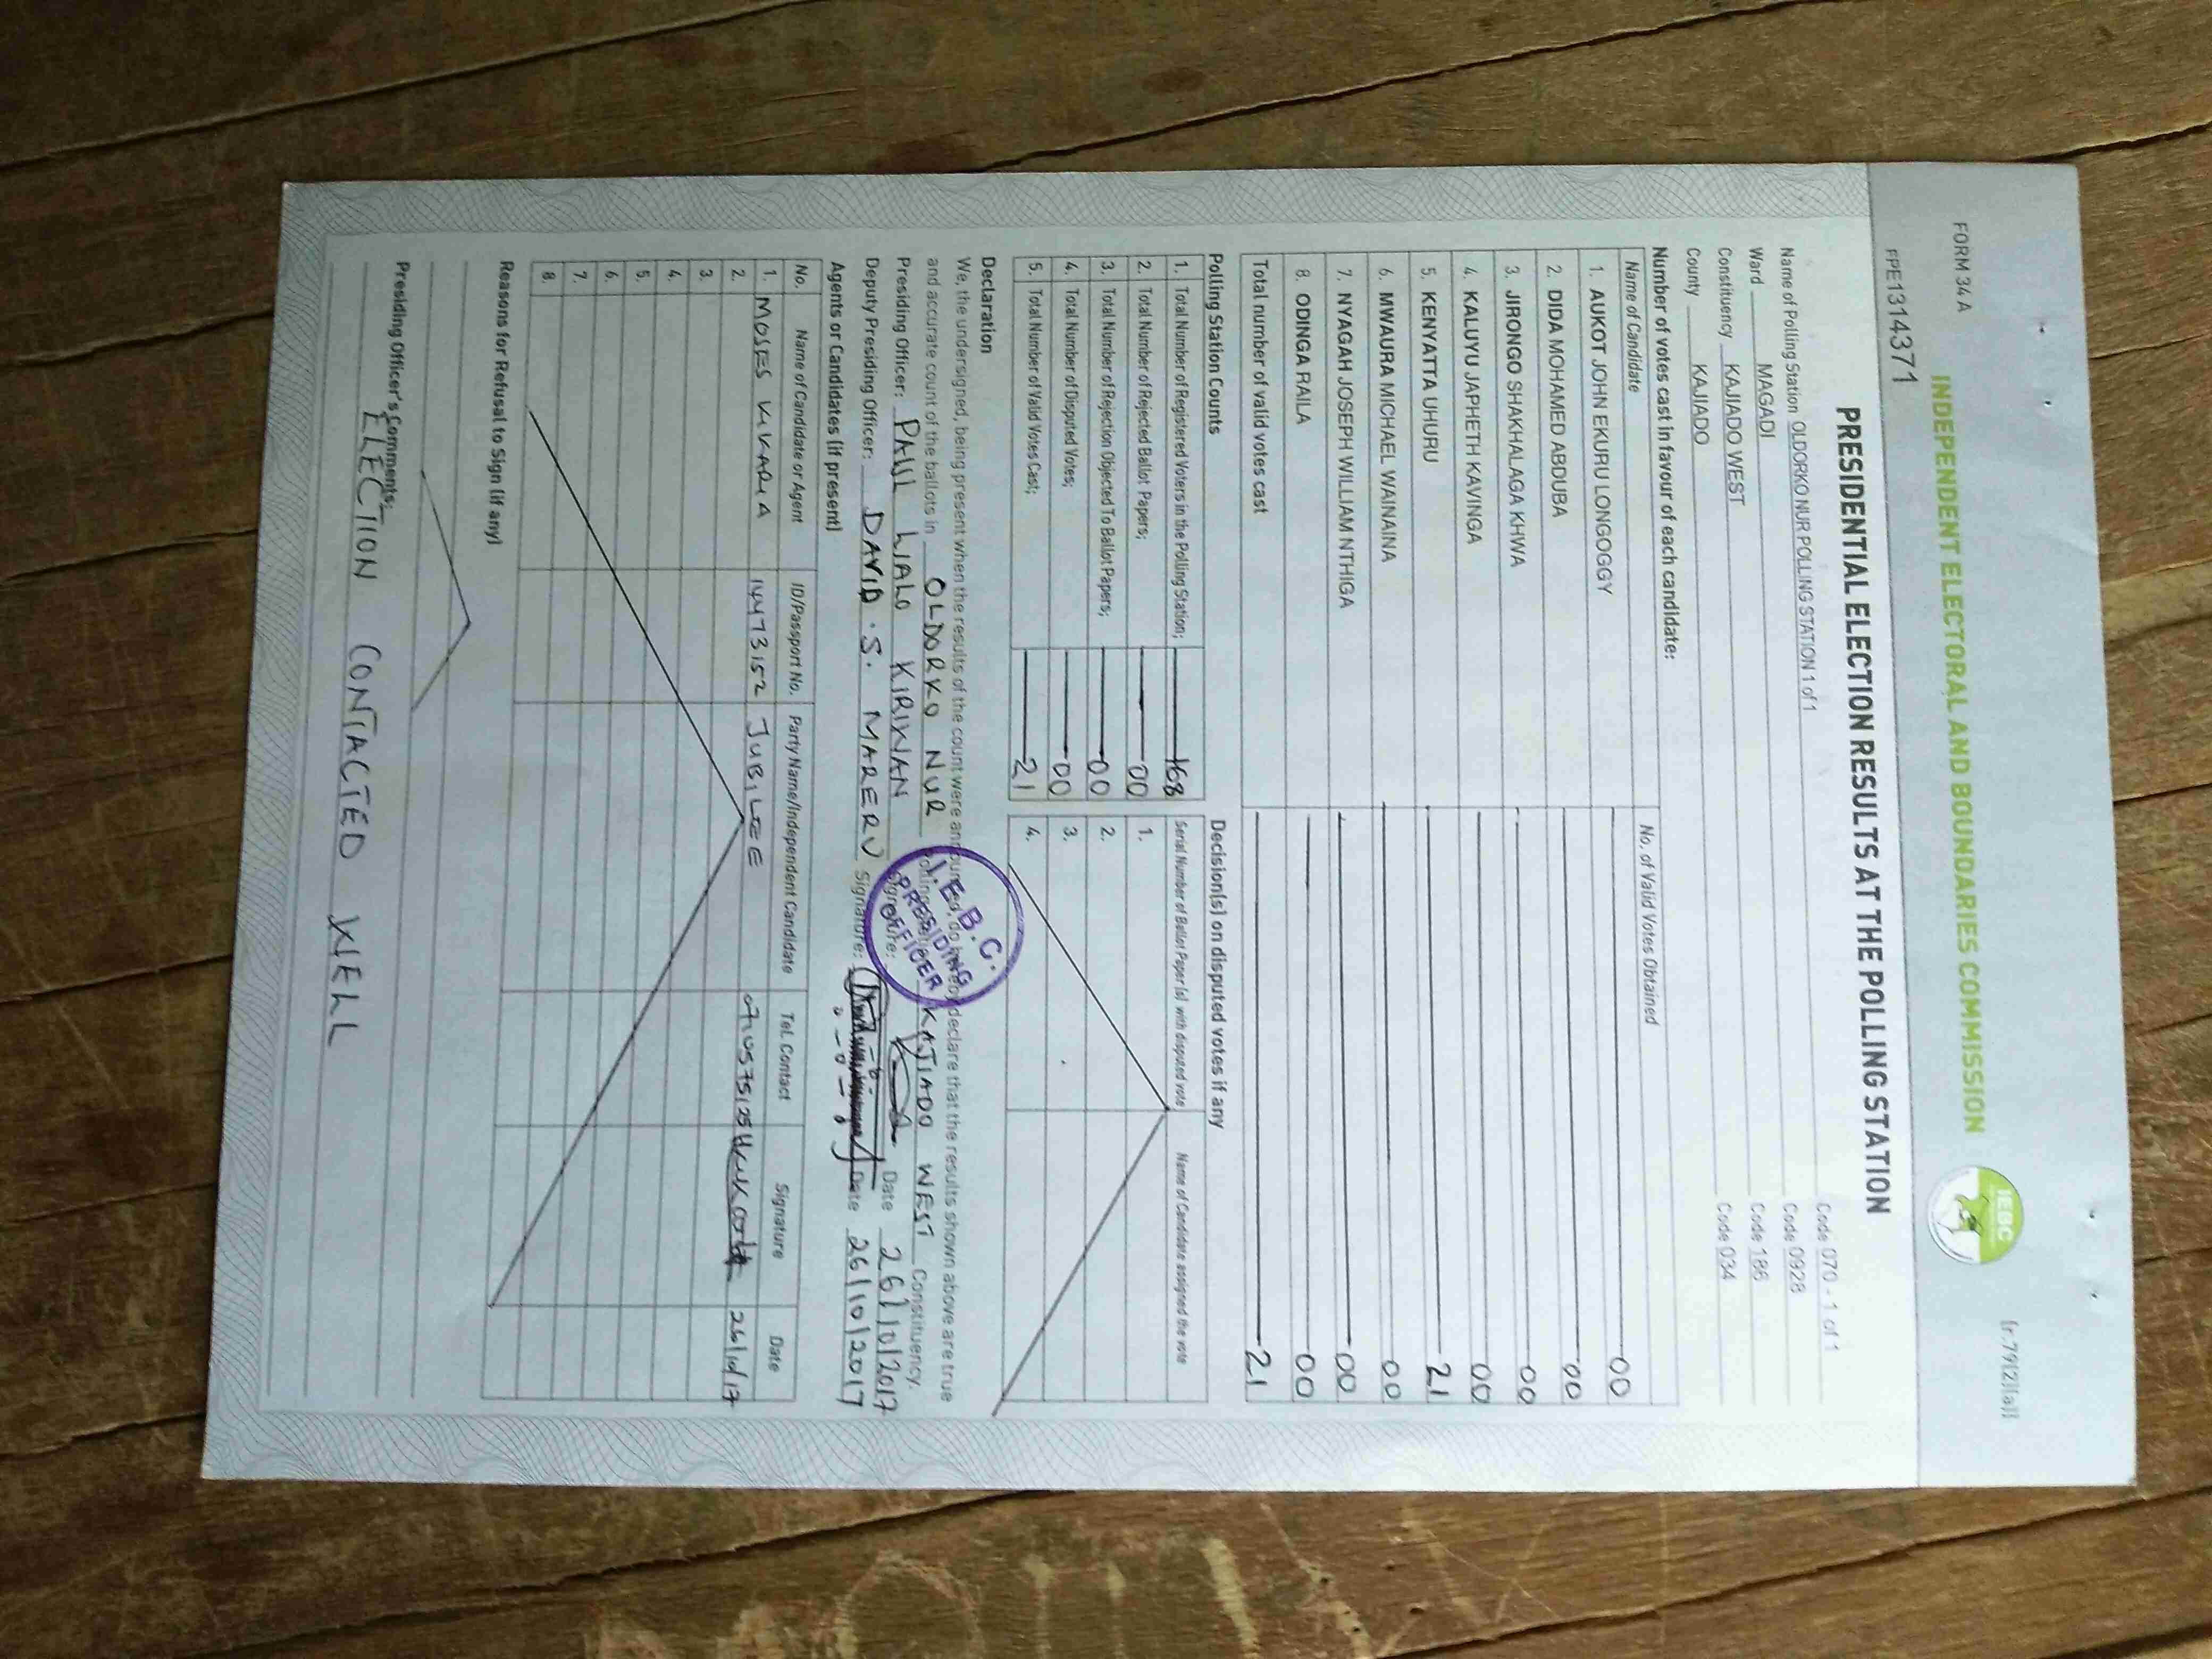 FORM 34 A
[r.79(2)(a)]
INDEPENDENT ELECTORAL AND BOUNDARIES COMMISSION
IEBC
FPE1314371
PRESIDENTIAL ELECTION RESULTS AT THE POLLING STATION
Name of Polling Station OLDORKO NUR POLLING STATION 1 of 1 Code 070 - 1 of 1
Ward MAGADI Code 0928
Constituency KAJIADO WEST Code 186
County KAJIADO Code 034
Number of votes cast in favour of each candidate:
Name of Candidate No. of Valid Votes Obtained
1. AUKOT JOHN EKURU LONGOGGY 00
2. DIDA MOHAMED ABDUBA 00
3. JIRONGO SHAKHALAGA KHWA 00
4. KALUYU JAPHETH KAVINGA 00
5. KENYATTA UHURU 21
6. MWAURA MICHAEL WAINAINA 00
7. NYAGAH JOSEPH WILLIAM NTHIGA 00
8. ODINGA RAILA 00
Total number of valid votes cast 21
Polling Station Counts
1. Total Number of Registered Voters in the Polling Station; 168
2. Total Number of Rejected Ballot Papers; 00
3. Total Number of Rejection Objected To Ballot Papers; 00
4. Total Number of Disputed Votes; 00
5. Total Number of Valid Votes Cast; 21
Decision(s) on disputed votes if any
Serial Number of Ballot Paper(s) with disputed vote Name of Candidate assigned the vote
1.
2.
3.
4.
Declaration
We, the undersigned, being present when the results of the count were announced, do hereby declare that the results shown above are true
and accurate count of the ballots in OLDORKO NUR KAJIADO WEST Constituency.
Presiding Officer: PAUL LIALO KIRIWAN Signature: Date 26/10/2017
Deputy Presiding Officer: DAVID . S. MARERU Signature: Date 26/10/2017
I.E.B.C.
PRESIDING
OFFICER
Agents or Candidates (if present)
No. Name of Candidate or Agent ID/Passport No. Party Name/Independent Candidate Tel. Contact Signature Date
1. MOSES 14473152 JUBILEE 0710575125 26/10/17
2.
3.
4.
5.
6.
7.
8.
Reasons for Refusal to Sign (if any)
Presiding Officer's Comments:
ELECTION CONTACTED WELL